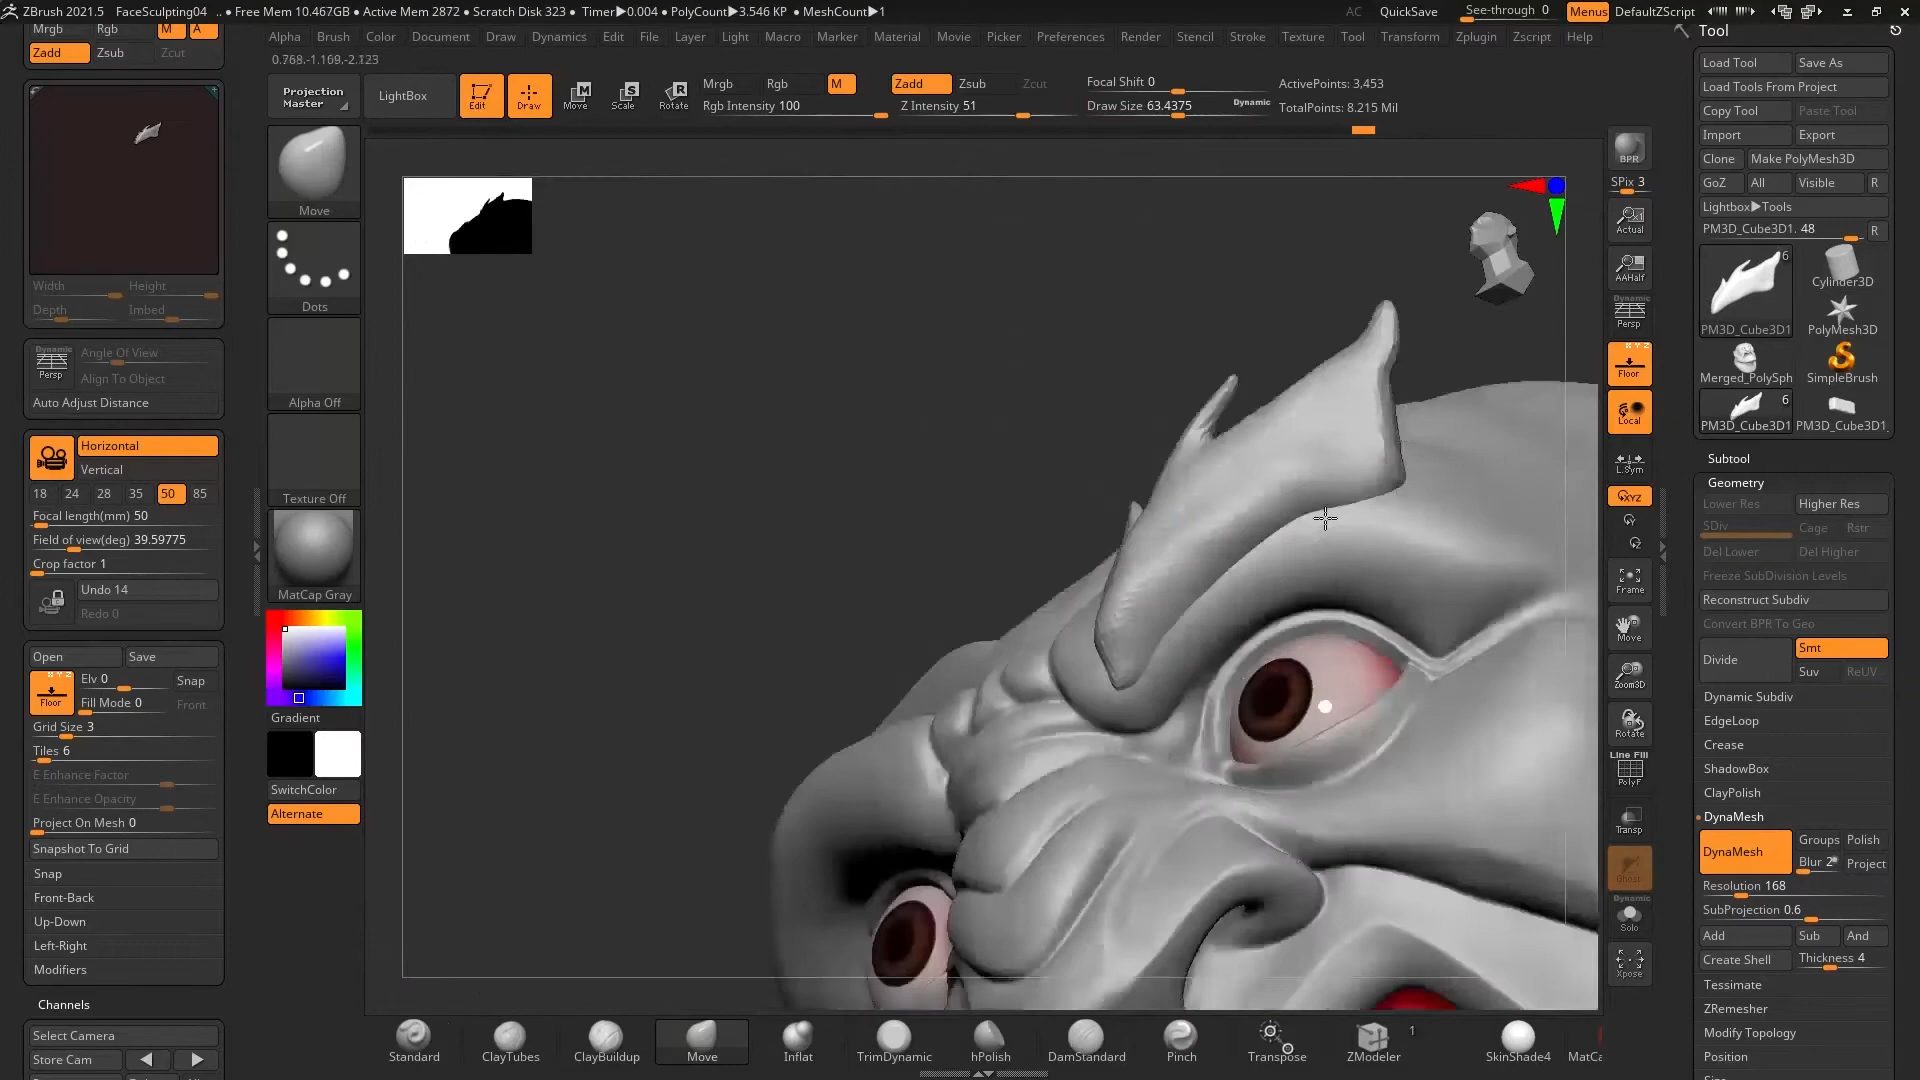 ZBrush 2021.5 FaceSculpting04 .. • Free Mem 10.467GB • Active Mem 2872 • Scratch Disk 323 • Timer▶0.004 • PolyCount▶3.546 KP • MeshCount▶1
AC QuickSave See-through 0 Menus DefaultZScript
Mrgb Rgb M A
Zadd Zsub Zcut
Alpha Brush Color Document Draw Dynamics Edit File Layer Light Macro Marker Material Movie Picker Preferences Render Stencil Stroke Texture Tool Transform Zplugin Zscript Help
Projection Master
LightBox
Edit Draw Move Scale Rotate
M S R
Mrgb Rgb M
Rgb Intensity 100
Zadd Zsub Zcut
Z Intensity 51
Focal Shift 0
Draw Size 63.4375
Dynamic
ActivePoints: 3,453
TotalPoints: 8.215 Mil
Width Height
Depth Imbed
Dynamic
Persp
Angle Of View
Align To Object
Auto Adjust Distance
Horizontal
Vertical
18 24 28 35 50 85
Focal length(mm) 50
Field of view(deg) 39.59775
Crop factor 1
Undo 14
Redo 0
Open Save
X Y Z
Floor
Elv 0 Snap
Fill Mode 0 Front
Grid Size 3
Tiles 6
E Enhance Factor
E Enhance Opacity
Project On Mesh 0
Snapshot To Grid
Snap
Front-Back
Up-Down
Left-Right
Modifiers
Channels
Select Camera
Store Cam
Move
Dots
Alpha Off
Texture Off
MatCap Gray
Gradient
SwitchColor
Alternate
Standard ClayTubes ClayBuildup Move Inflat TrimDynamic hPolish DamStandard Pinch Transpose ZModeler 1 SkinShade4 MatCa
BPR
SPix 3
Actual
AAHalf
Dynamic
Persp
X Y Z
Floor
Local
L.Sym
XYZ
Y
Z
Frame
Move
Zoom3D
Rotate
Line Fill
PolyF
Transp
Ghost
Dynamic
Solo
Xpose
Tool
Load Tool Save As
Load Tools From Project
Copy Tool Paste Tool
Import Export
Clone Make PolyMesh3D
GoZ All Visible R
Lightbox▶Tools
PM3D_Cube3D1. 48 R
6
PM3D_Cube3D1
Cylinder3D
PolyMesh3D
Merged_PolySph SimpleBrush
6
PM3D_Cube3D1 PM3D_Cube3D1_
Subtool
Geometry
Lower Res Higher Res
SDiv Cage Rstr
Del Lower Del Higher
Freeze SubDivision Levels
Reconstruct Subdiv
Convert BPR To Geo
Divide Smt
Suv ReUV
Dynamic Subdiv
EdgeLoop
Crease
ShadowBox
ClayPolish
DynaMesh
DynaMesh Groups Polish
Blur 2 Project
Resolution 168
SubProjection 0.6
Add Sub And
Create Shell Thickness 4
Tessimate
ZRemesher
Modify Topology
Position